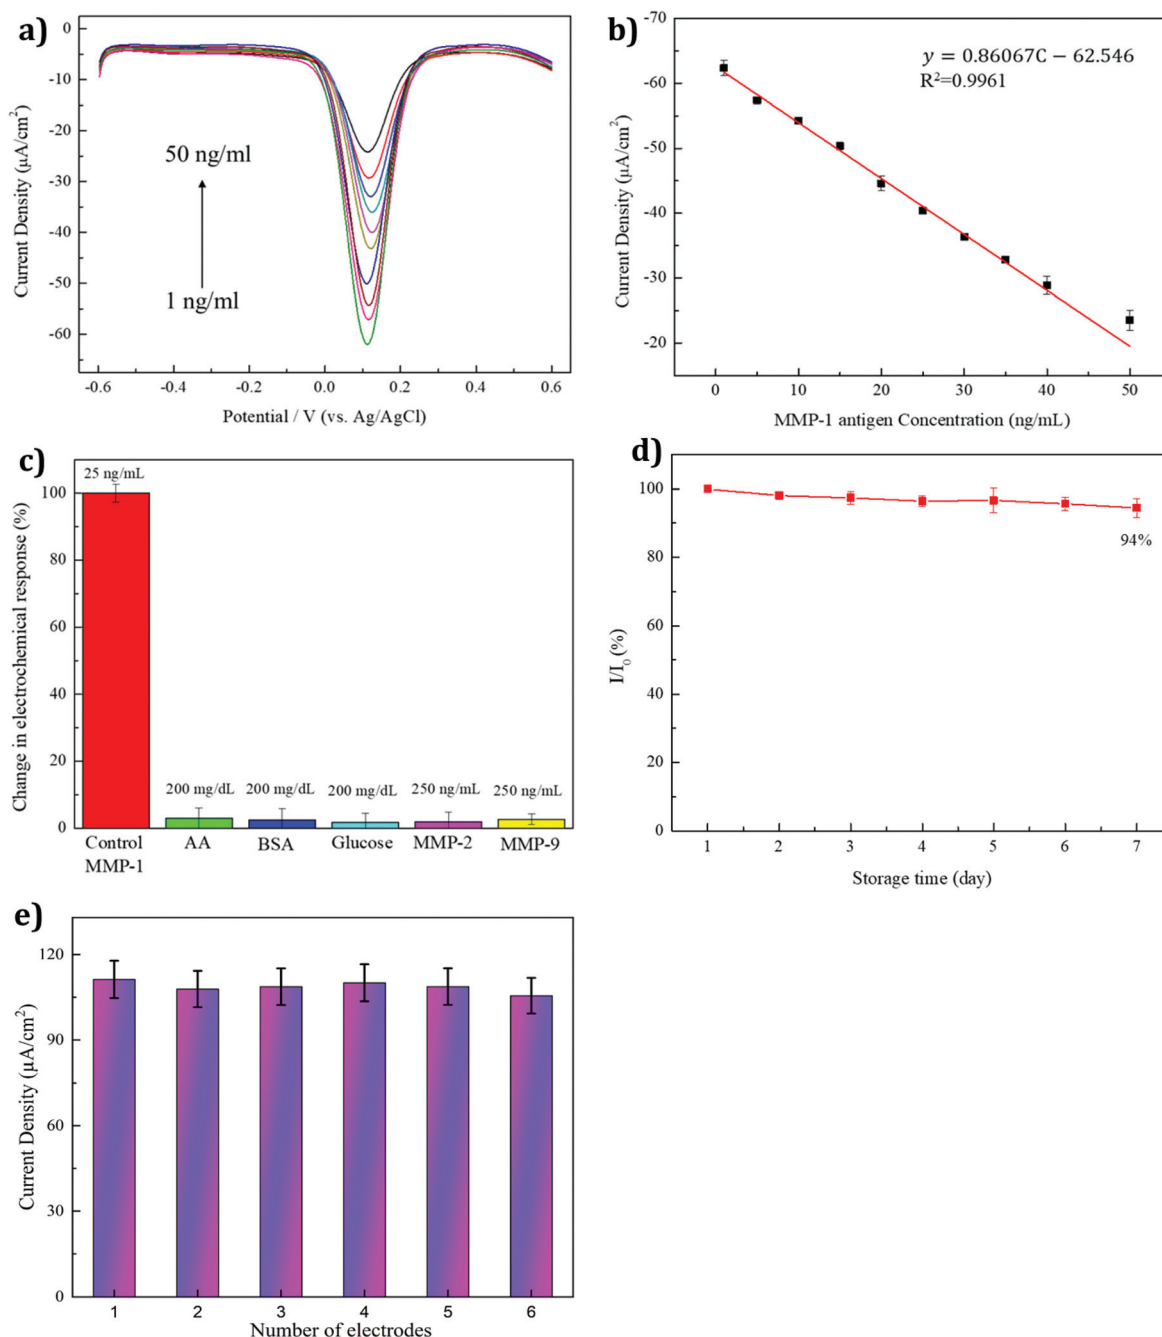 a)
0
-10
-20
-30
-40
-50
-60
Current Density (µA/cm²)
50 ng/ml
1 ng/ml
-0.6
-0.4
-0.2
0.0
0.2
0.4
0.6
Potential / V (vs. Ag/AgCl)
b)
-70
-60
-50
-40
-30
-20
Current Density (µA/cm²)
y = 0.86067C − 62.546
R²=0.9961
0
10
20
30
40
50
MMP-1 antigen Concentration (ng/mL)
c)
100
80
60
40
20
0
Change in electrochemical response (%)
25 ng/mL
200 mg/dL
200 mg/dL
200 mg/dL
250 ng/mL
250 ng/mL
Control
MMP-1
AA
BSA
Glucose
MMP-2
MMP-9
d)
100
80
60
40
20
0
I/I₀ (%)
94%
1
2
3
4
5
6
7
Storage time (day)
e)
120
90
60
30
0
Current Density (µA/cm²)
1
2
3
4
5
6
Number of electrodes